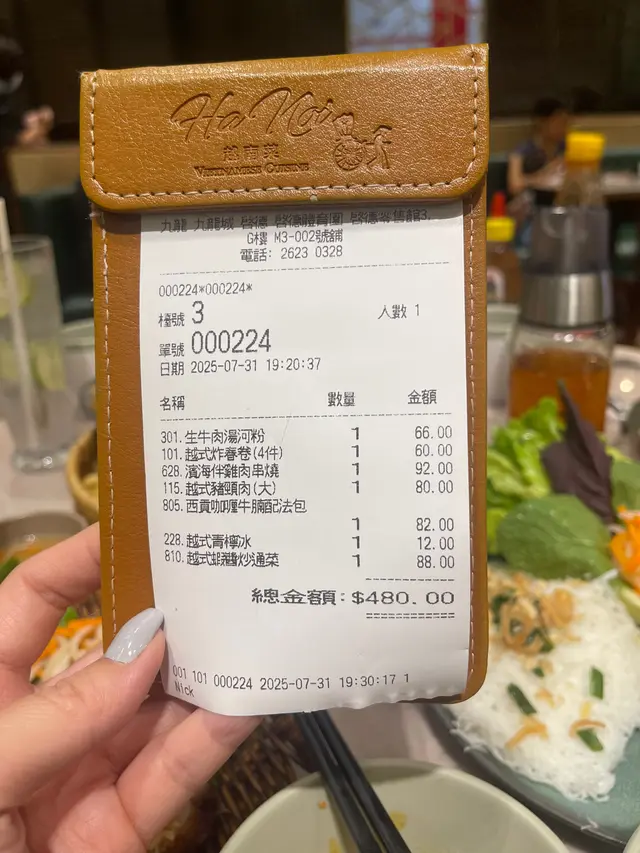 Ha Noi
越南菜
VIETNAMESE CUISINE
九龍 九龍城 啓德 啓德體育園 啓德零售館3,
G樓 M3-002號舖
電話: 2623 0328
000224*000224*
檯號 3 人數 1
單號 000224
日期 2025-07-31 19:20:37
名稱 數量 金額
301. 生牛肉湯河粉 1 66.00
101. 越式炸春卷(4件) 1 60.00
628. 濱海伴雞肉串燒 1 92.00
115. 越式豬頸肉(大) 1 80.00
805. 西貢咖喱牛腩配法包
1 82.00
228. 越式青檸冰 1 12.00
810. 越式蝦醬炒通菜 1 88.00
總金額: $480.00
001 101 000224 2025-07-31 19:30:17 1
Nick